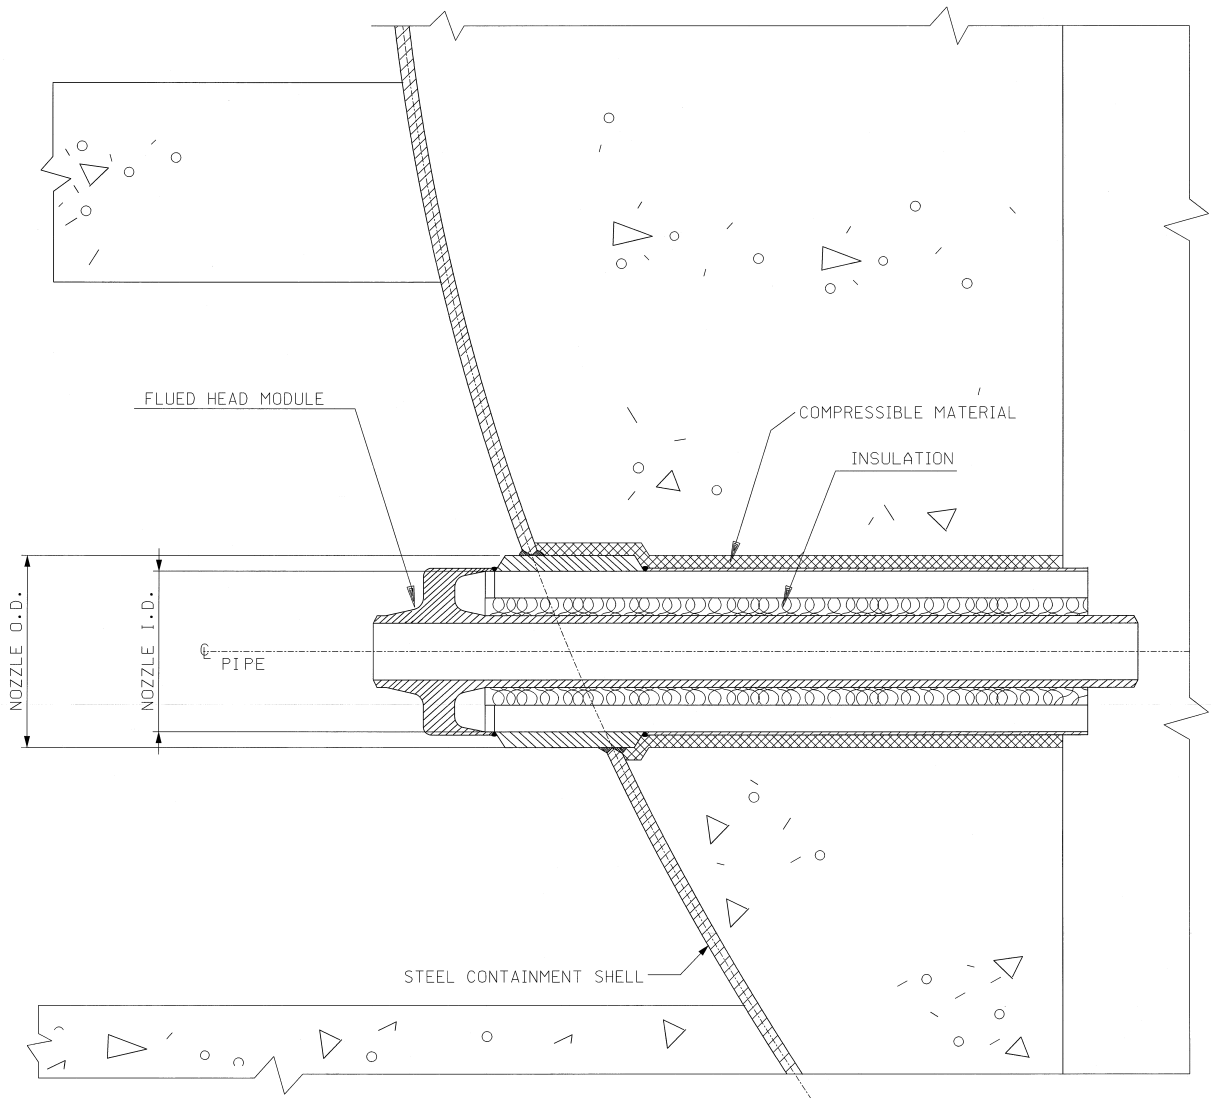 FLUED HEAD MODULE
COMPRESSIBLE MATERIAL
INSULATION
NOZZLE O.D.
NOZZLE I.D.
℄ PIPE
STEEL CONTAINMENT SHELL